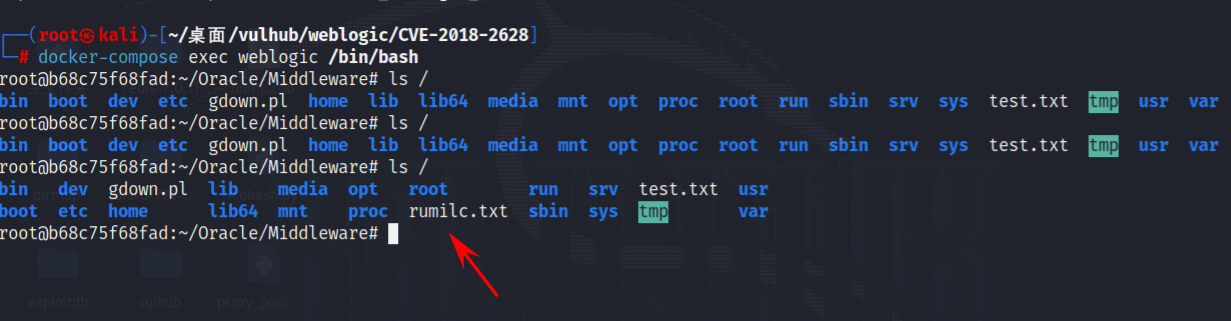 ┌──(root㉿kali)-[~/桌面/vulhub/weblogic/CVE-2018-2628]
└─# docker-compose exec weblogic /bin/bash
root@b68c75f68fad:~/Oracle/Middleware# ls /
bin boot dev etc gdown.pl home lib lib64 media mnt opt proc root run sbin srv sys test.txt tmp usr var
root@b68c75f68fad:~/Oracle/Middleware# ls /
bin boot dev etc gdown.pl home lib lib64 media mnt opt proc root run sbin srv sys test.txt tmp usr var
root@b68c75f68fad:~/Oracle/Middleware# ls /
bin dev gdown.pl lib media opt root run srv test.txt usr
boot etc home lib64 mnt proc rumilc.txt sbin sys tmp var
root@b68c75f68fad:~/Oracle/Middleware#
exploitdb vulhub proxy_pool...